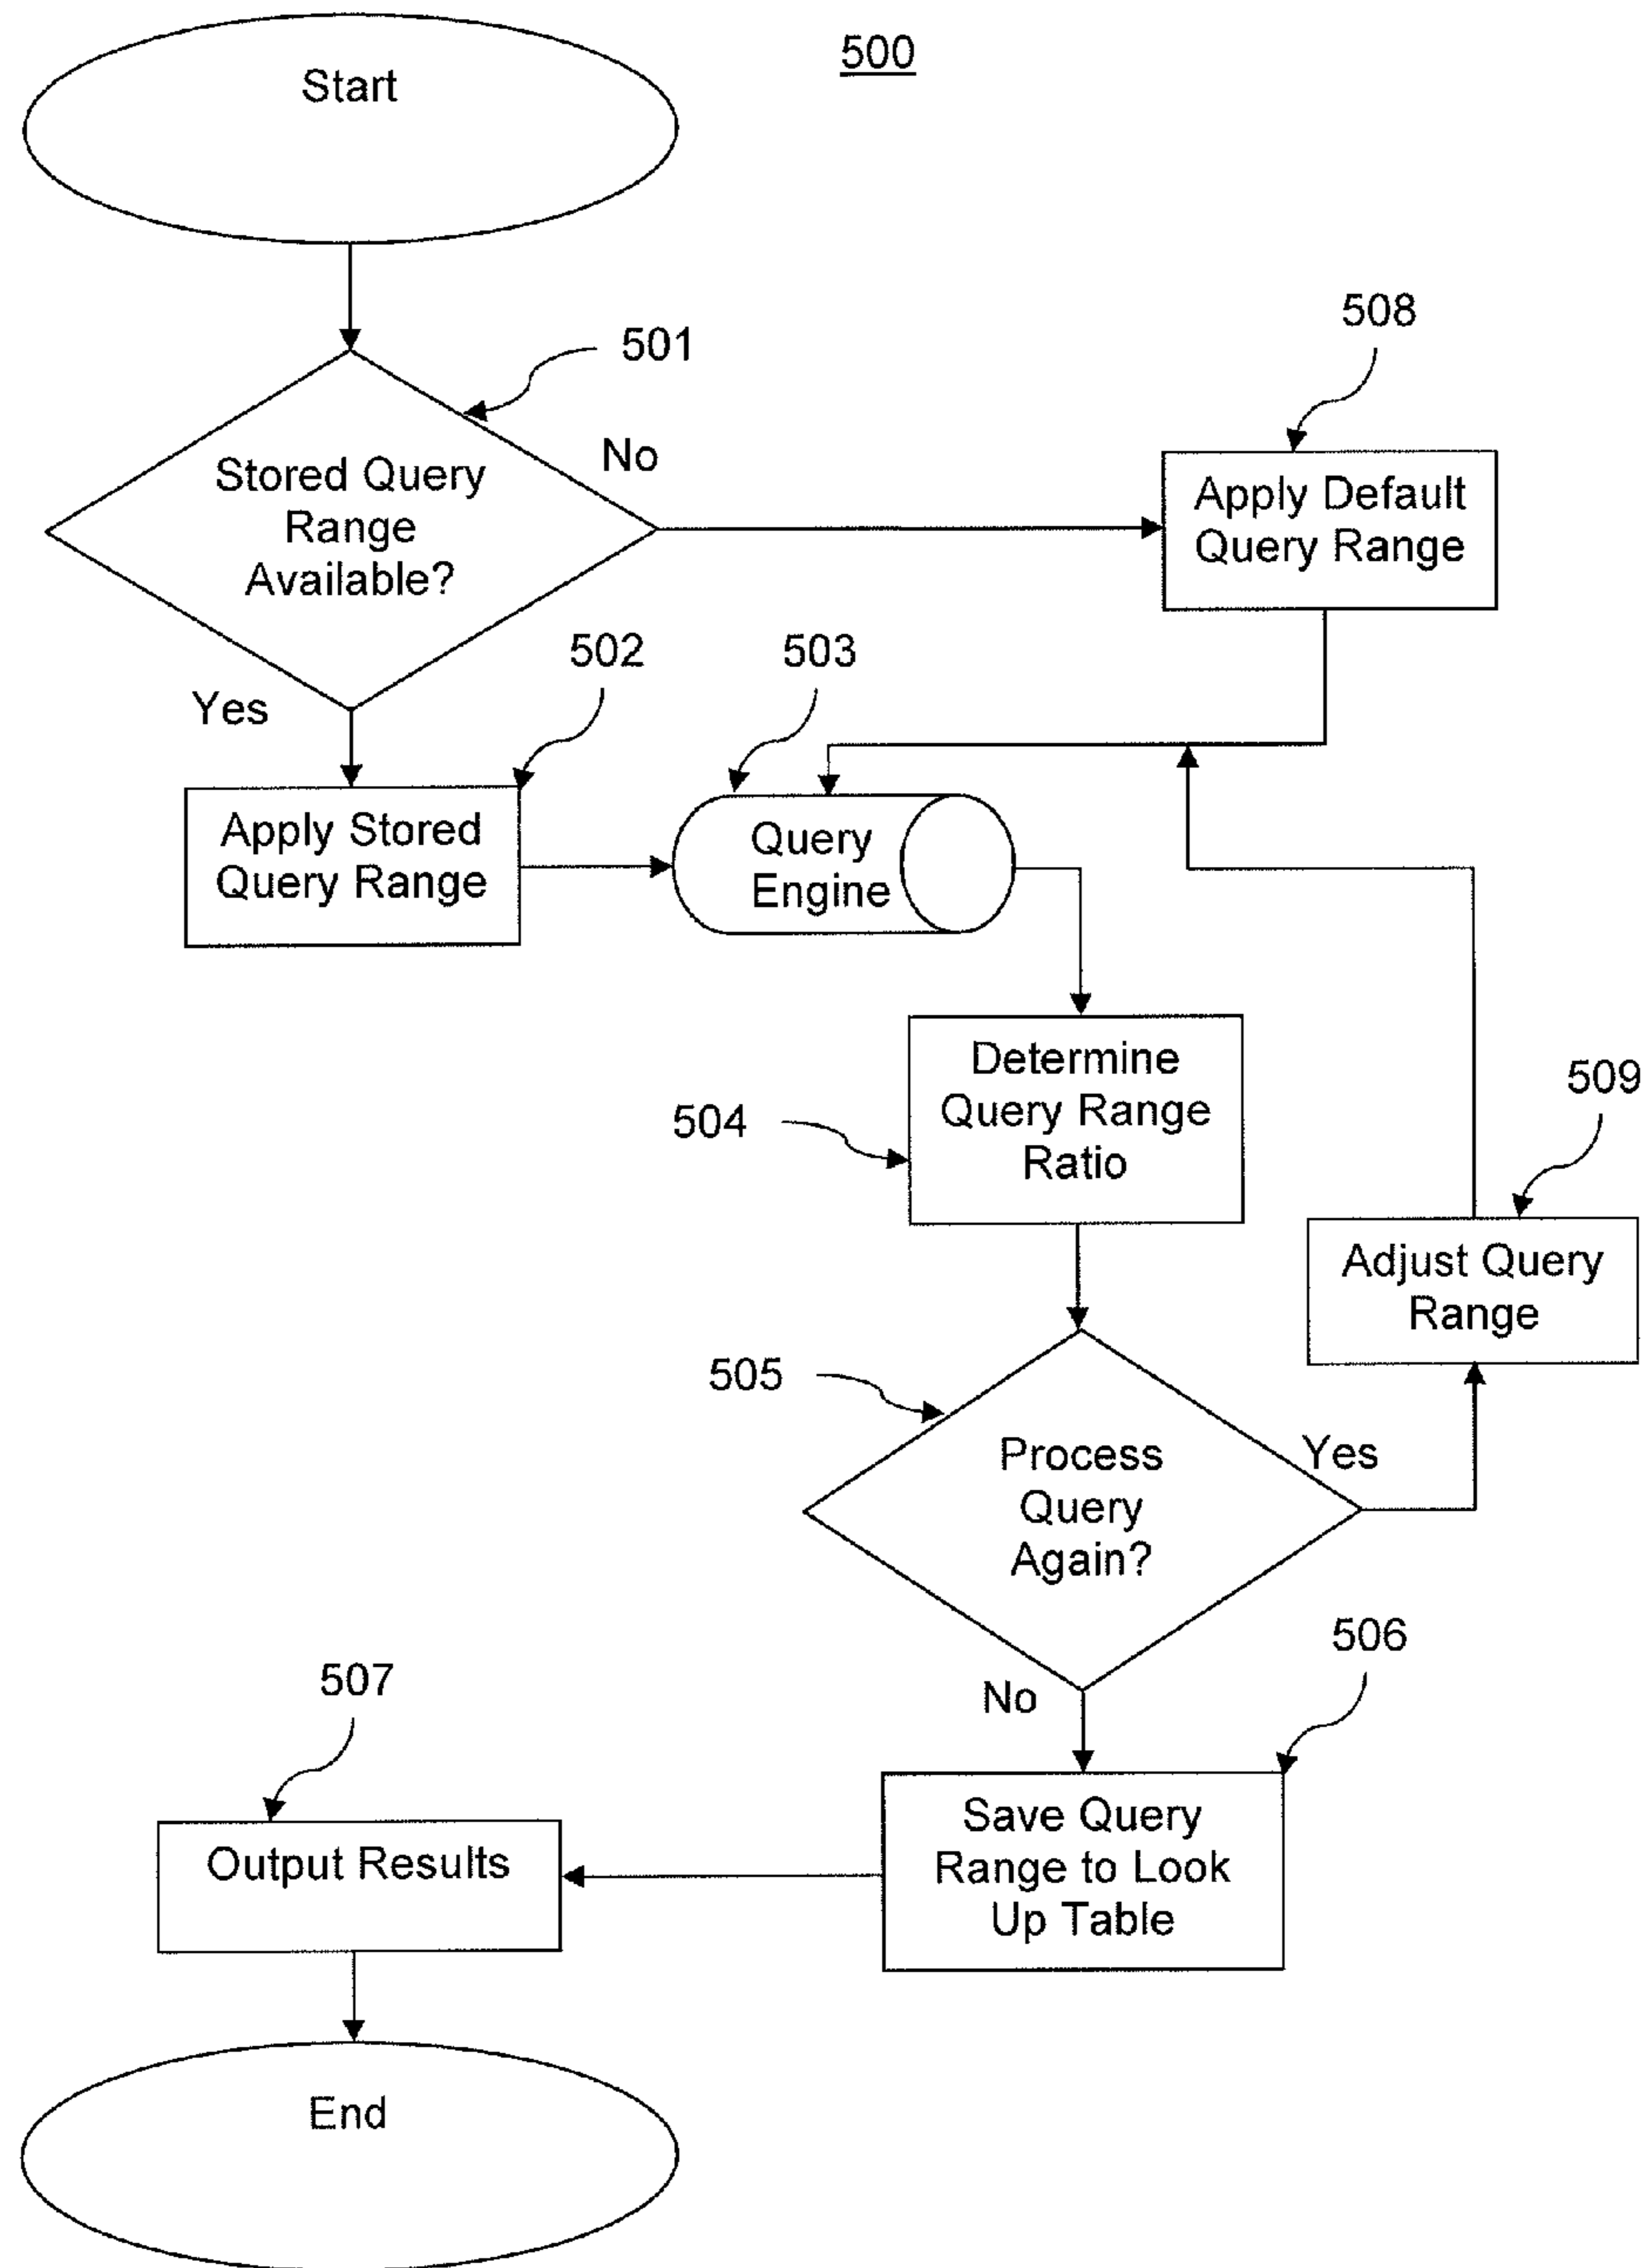 500
Start
501
Stored Query
Range
Available?
No
508
Apply Default
Query Range
Yes
502
503
Apply Stored
Query Range
Query
Engine
504
Determine
Query Range
Ratio
509
Adjust Query
Range
505
Process
Query
Again?
Yes
No
506
507
Save Query
Range to Look
Up Table
Output Results
End